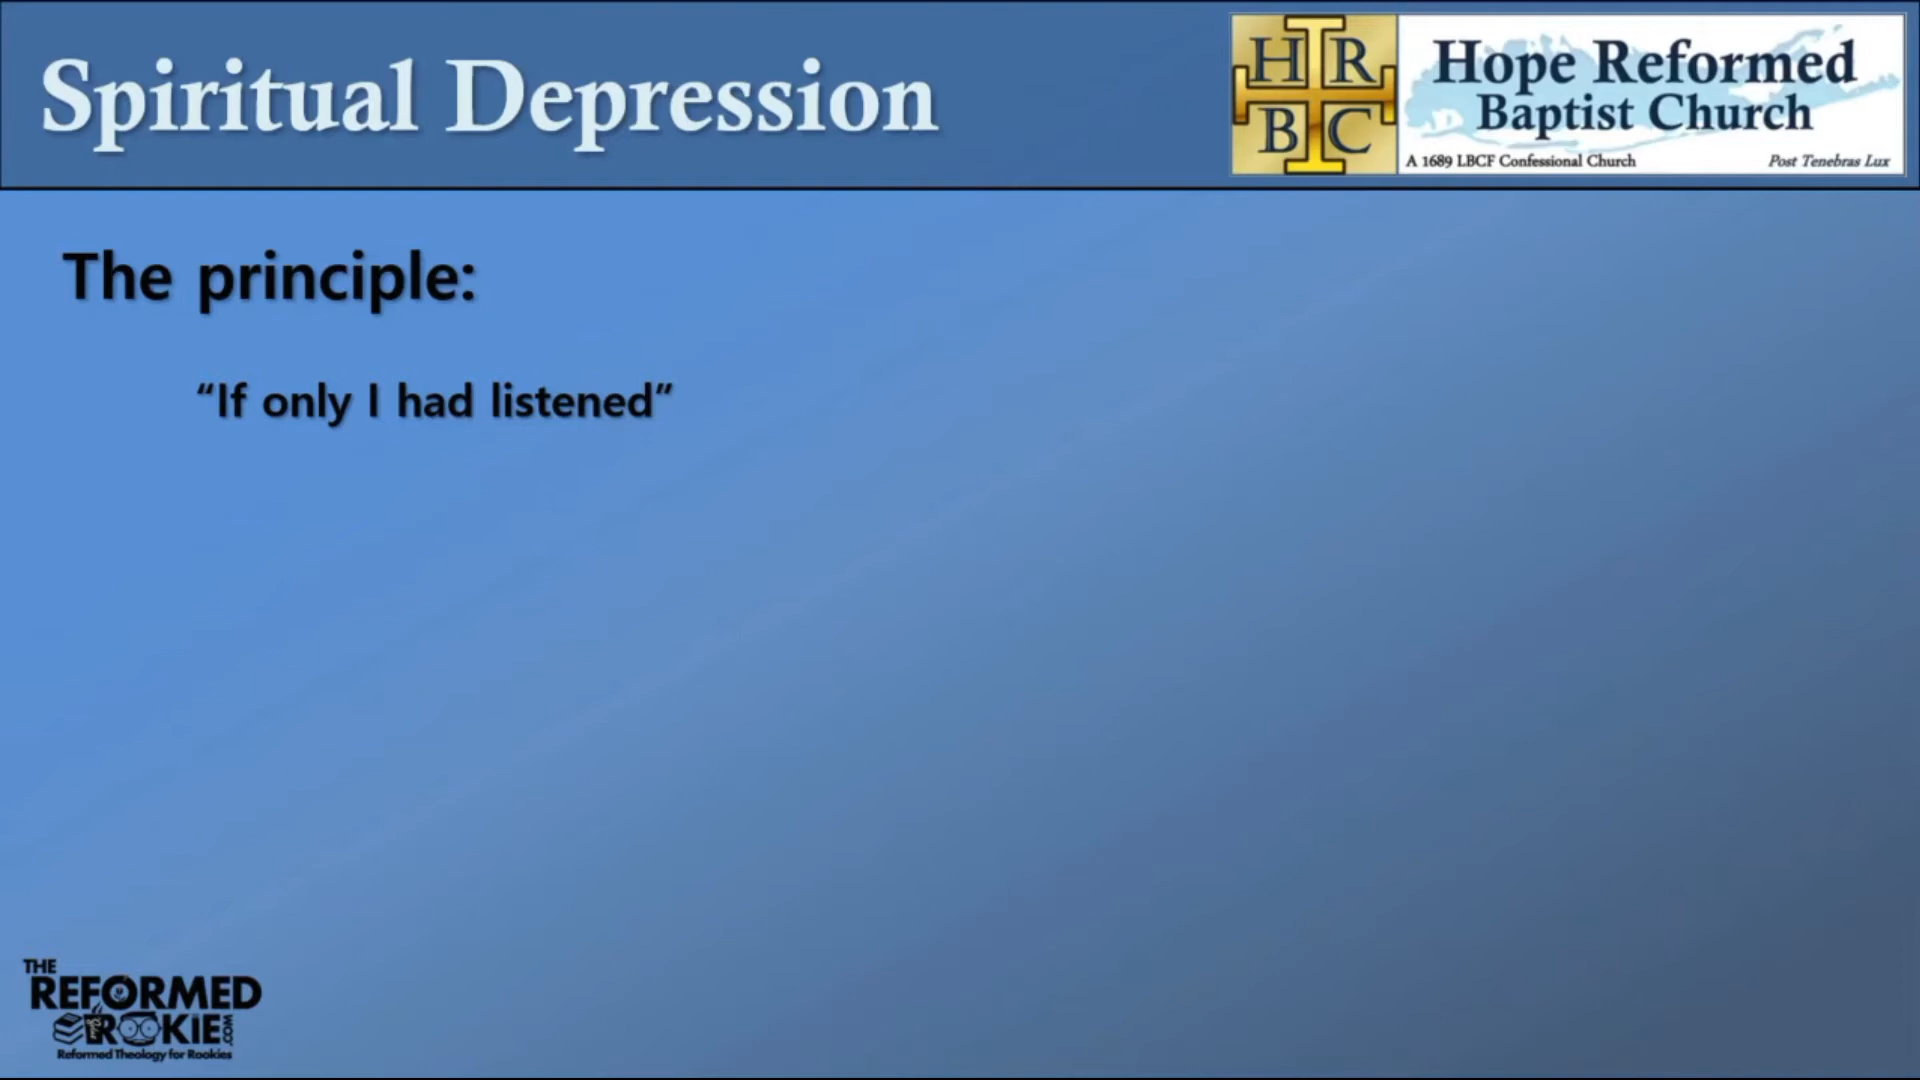 Spiritual Depression
H R
B C
Hope Reformed
Baptist Church
A 1689 LBCF Confessional Church
Post Tenebras Lux
The principle:
“If only I had listened”
THE
REFORMED
ROOKIE
.COM
Reformed Theology for Rookies